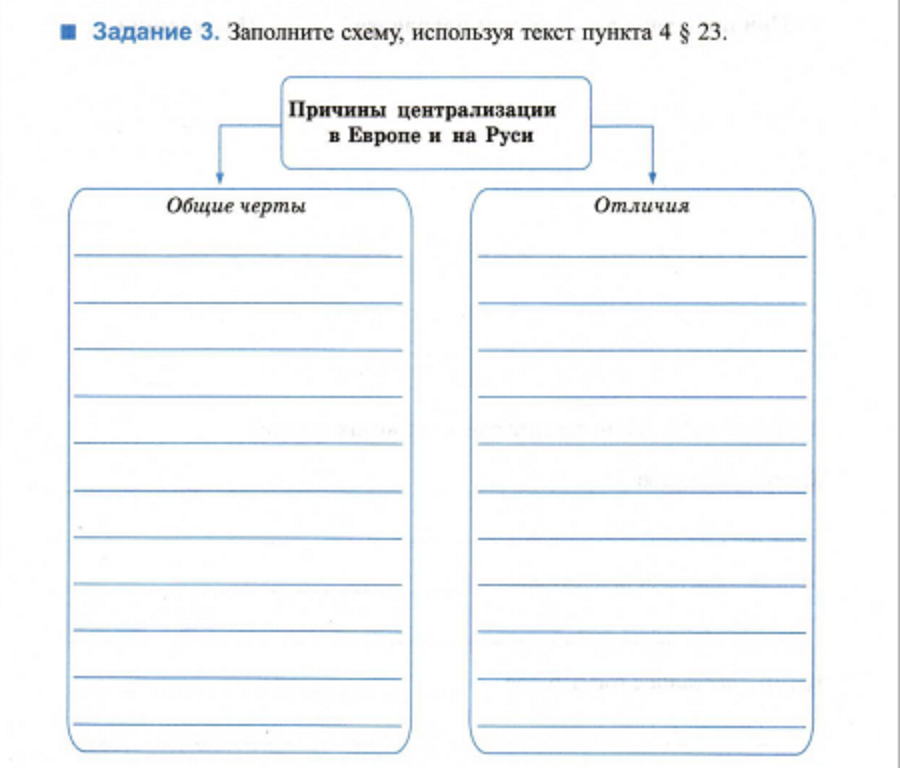 Задание 3. Заполните схему, используя текст пункта 4 § 23.
Причины централизации
в Европе и на Руси
Общие черты
Отличия